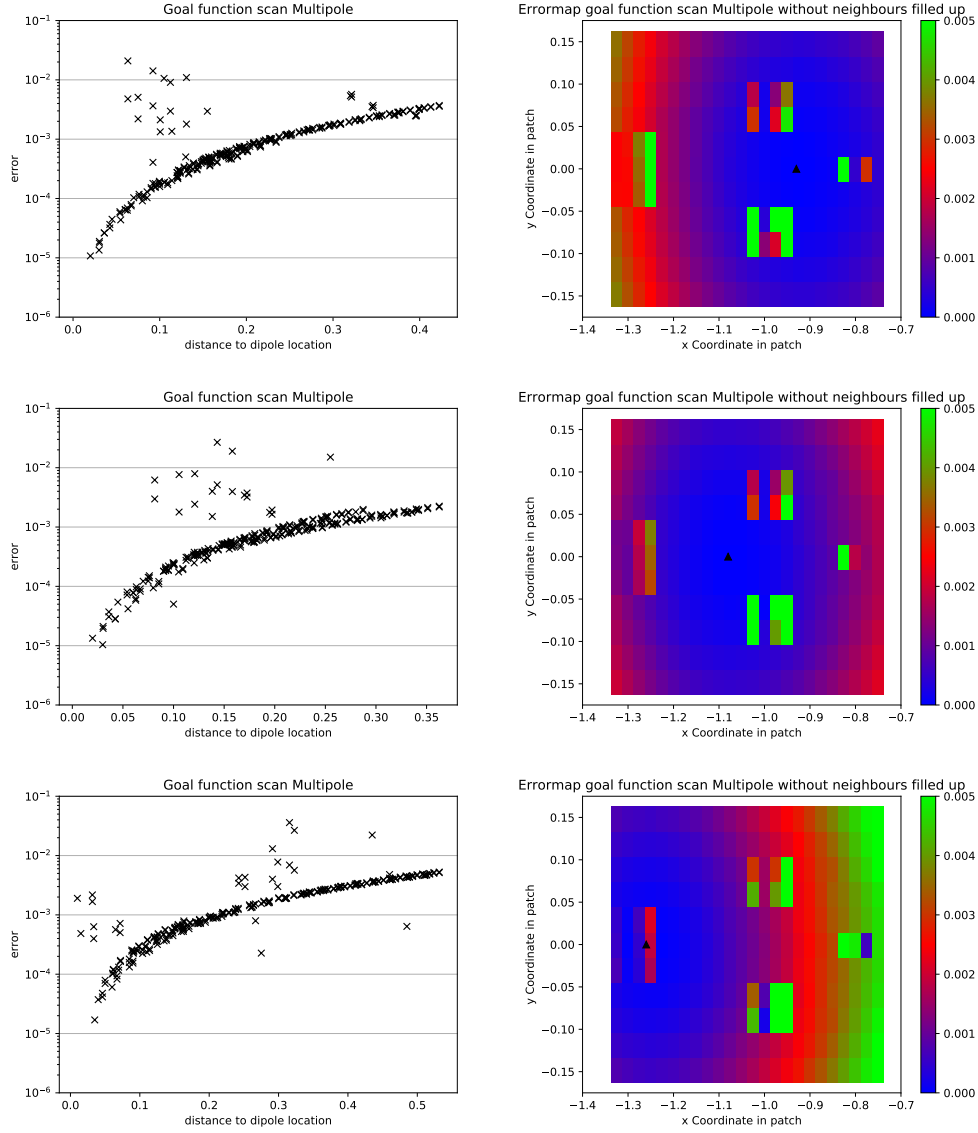 Goal function scan Multipole
10⁻¹
10⁻²
10⁻³
10⁻⁴
10⁻⁵
10⁻⁶
error
0.0 0.1 0.2 0.3 0.4
distance to dipole location
Errormap goal function scan Multipole without neighbours filled up
0.15
0.10
0.05
0.00
−0.05
−0.10
−0.15
y Coordinate in patch
−1.4 −1.3 −1.2 −1.1 −1.0 −0.9 −0.8 −0.7
x Coordinate in patch
0.005
0.004
0.003
0.002
0.001
0.000
Goal function scan Multipole
10⁻¹
10⁻²
10⁻³
10⁻⁴
10⁻⁵
10⁻⁶
error
0.00 0.05 0.10 0.15 0.20 0.25 0.30 0.35
distance to dipole location
Errormap goal function scan Multipole without neighbours filled up
0.15
0.10
0.05
0.00
−0.05
−0.10
−0.15
y Coordinate in patch
−1.4 −1.3 −1.2 −1.1 −1.0 −0.9 −0.8 −0.7
x Coordinate in patch
0.005
0.004
0.003
0.002
0.001
0.000
Goal function scan Multipole
10⁻¹
10⁻²
10⁻³
10⁻⁴
10⁻⁵
10⁻⁶
error
0.0 0.1 0.2 0.3 0.4 0.5
distance to dipole location
Errormap goal function scan Multipole without neighbours filled up
0.15
0.10
0.05
0.00
−0.05
−0.10
−0.15
y Coordinate in patch
−1.4 −1.3 −1.2 −1.1 −1.0 −0.9 −0.8 −0.7
x Coordinate in patch
0.005
0.004
0.003
0.002
0.001
0.000